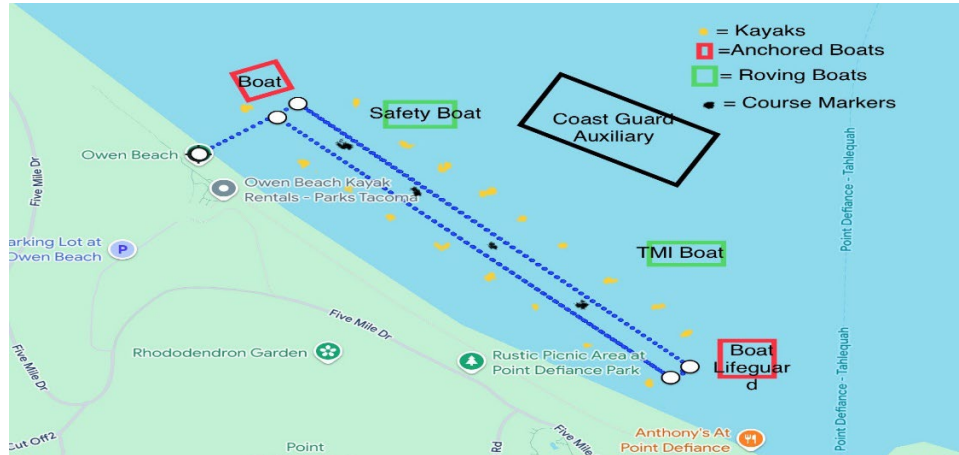 = Kayaks
=Anchored Boats
= Roving Boats
= Course Markers
Boat
Safety Boat
Coast Guard
Auxiliary
Owen Beach
Owen Beach Kayak
Rentals - Parks Tacoma
Five Mile Dr
arking Lot at
Owen Beach
P
TMI Boat
Point Defiance - Tahlequah
Five Mile Dr
Rhododendron Garden
Rustic Picnic Area at
Point Defiance Park
Boat
Lifeguar
d
Five Mile Dr
Point Defiance - Tahlequah
Cut Off2
Point
Rd
Five Mile Dr
Anthony's At
Point Defiance